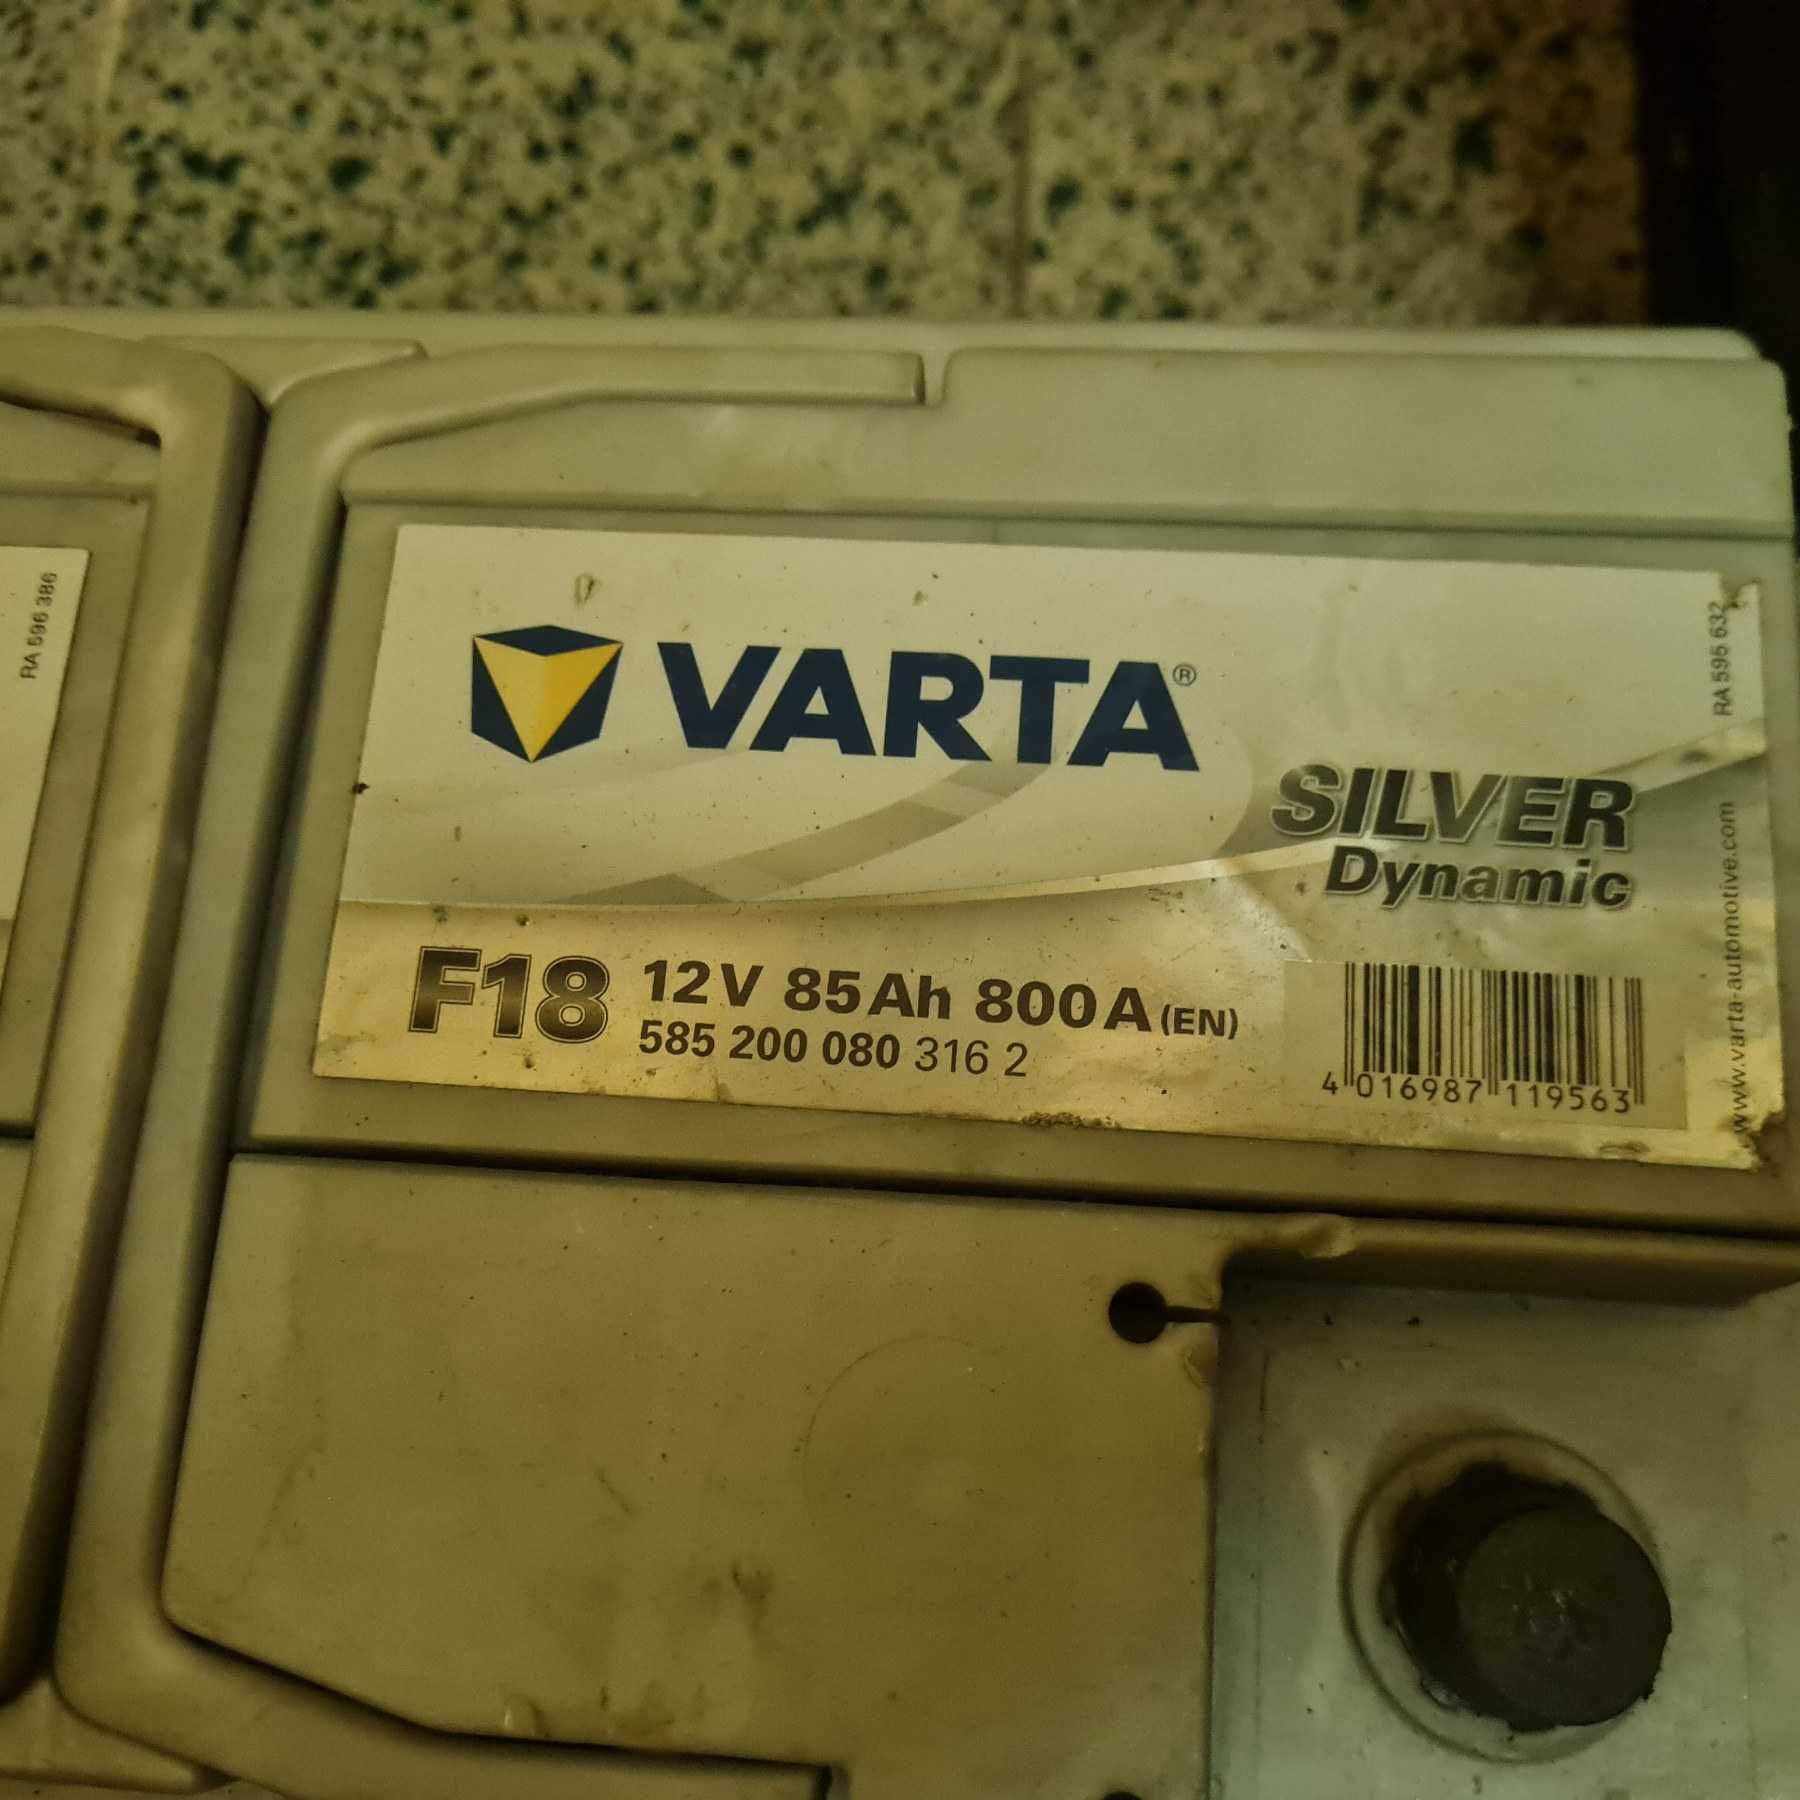 RA 596 386
VARTA®
RA 595 632
SILVER
Dynamic
www.varta-automotive.com
F18 12V 85Ah 800A (EN)
585 200 080 316 2
4 016987 119563